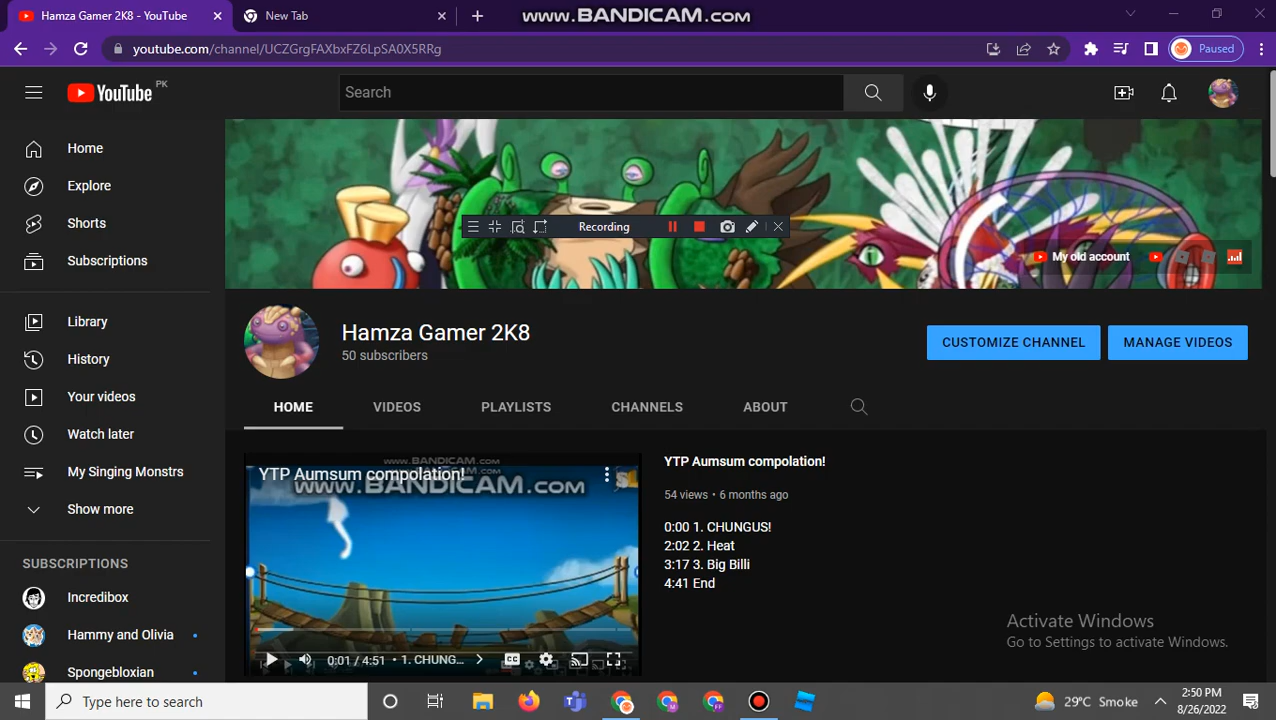 Hamza Gamer 2K8 - YouTube
New Tab
www.BANDICAM.com
youtube.com/channel/UCZGrgFAXbxFZ6LpSA0X5RRg
Paused
YouTube PK
Search
Home
Explore
Shorts
Subscriptions
Library
History
Your videos
Watch later
My Singing Monstrs
Show more
SUBSCRIPTIONS
Incredibox
Hammy and Olivia
Spongebloxian
Recording
My old account
Hamza Gamer 2K8
50 subscribers
CUSTOMIZE CHANNEL
MANAGE VIDEOS
HOME
VIDEOS
PLAYLISTS
CHANNELS
ABOUT
www.BANDICAM.com
YTP Aumsum compolation!
www.BANDICAM.com
0:01 / 4:51 • 1. CHUNG...
YTP Aumsum compolation!
54 views • 6 months ago
0:00 1. CHUNGUS!
2:02 2. Heat
3:17 3. Big Billi
4:41 End
Activate Windows
Go to Settings to activate Windows.
Type here to search
29°C Smoke
2:50 PM
8/26/2022